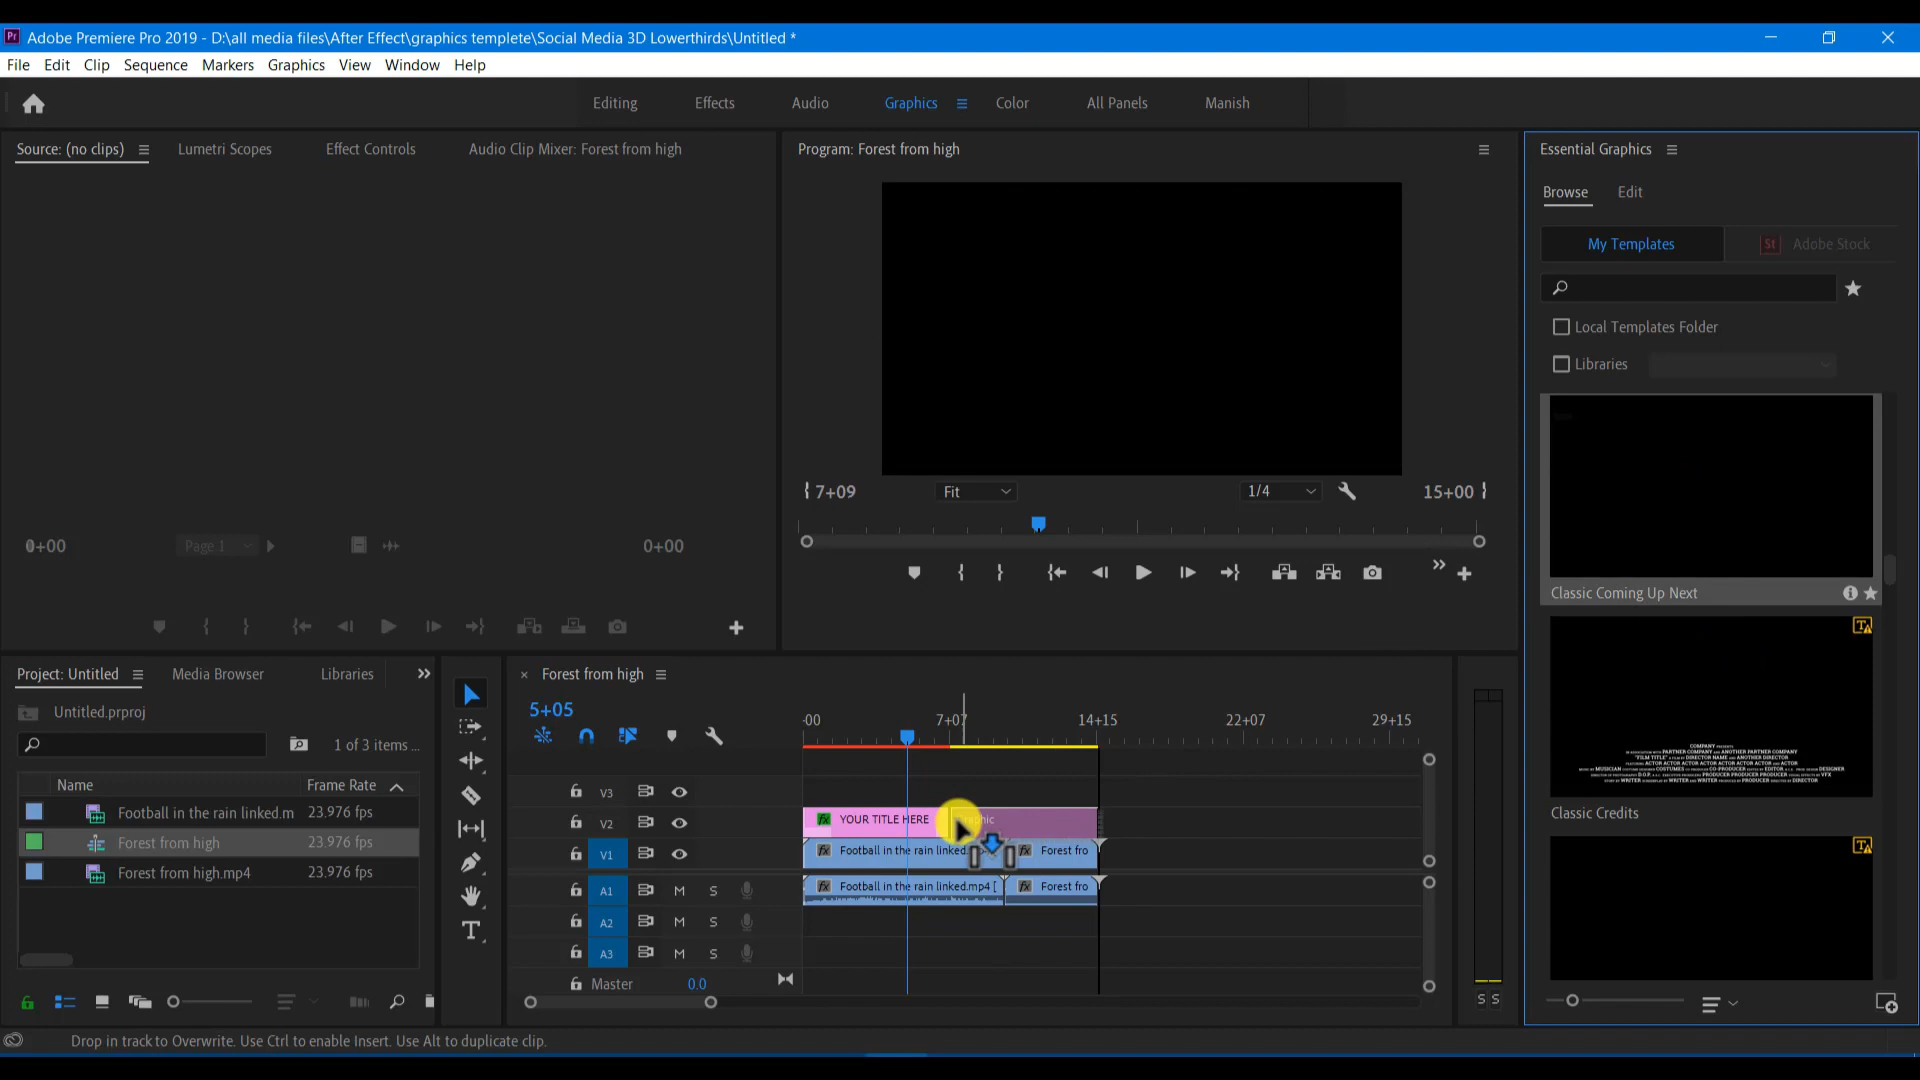 Adobe Premiere Pro 2019 - D:\all media files\After Effect\graphics templete\Social Media 3D Lowerthirds\Untitled *
File Edit Clip Sequence Markers Graphics View Window Help
Editing Effects Audio Graphics Color All Panels Manish
Source: (no clips) Lumetri Scopes Effect Controls Audio Clip Mixer: Forest from high
Program: Forest from high
Essential Graphics
Browse Edit
My Templates St Adobe Stock
Local Templates Folder
Libraries
7+09 Fit 1/4 15+00
0+00 Page 1 0+00
Classic Coming Up Next
Classic Credits
Project: Untitled Media Browser Libraries
Untitled.prproj
1 of 3 items ...
Name Frame Rate
Football in the rain linked.m 23.976 fps
Forest from high 23.976 fps
Forest from high.mp4 23.976 fps
Forest from high
5+05
:00 7+07 14+15 22+07 29+15
V3
V2 fx YOUR TITLE HERE
V1 fx Football in the rain linked. fx Forest fro
A1 M S fx Football in the rain linked.mp4 [ fx Forest fro
A2 M S
A3 M S
Master 0.0
S S
Drop in track to Overwrite. Use Ctrl to enable Insert. Use Alt to duplicate clip.